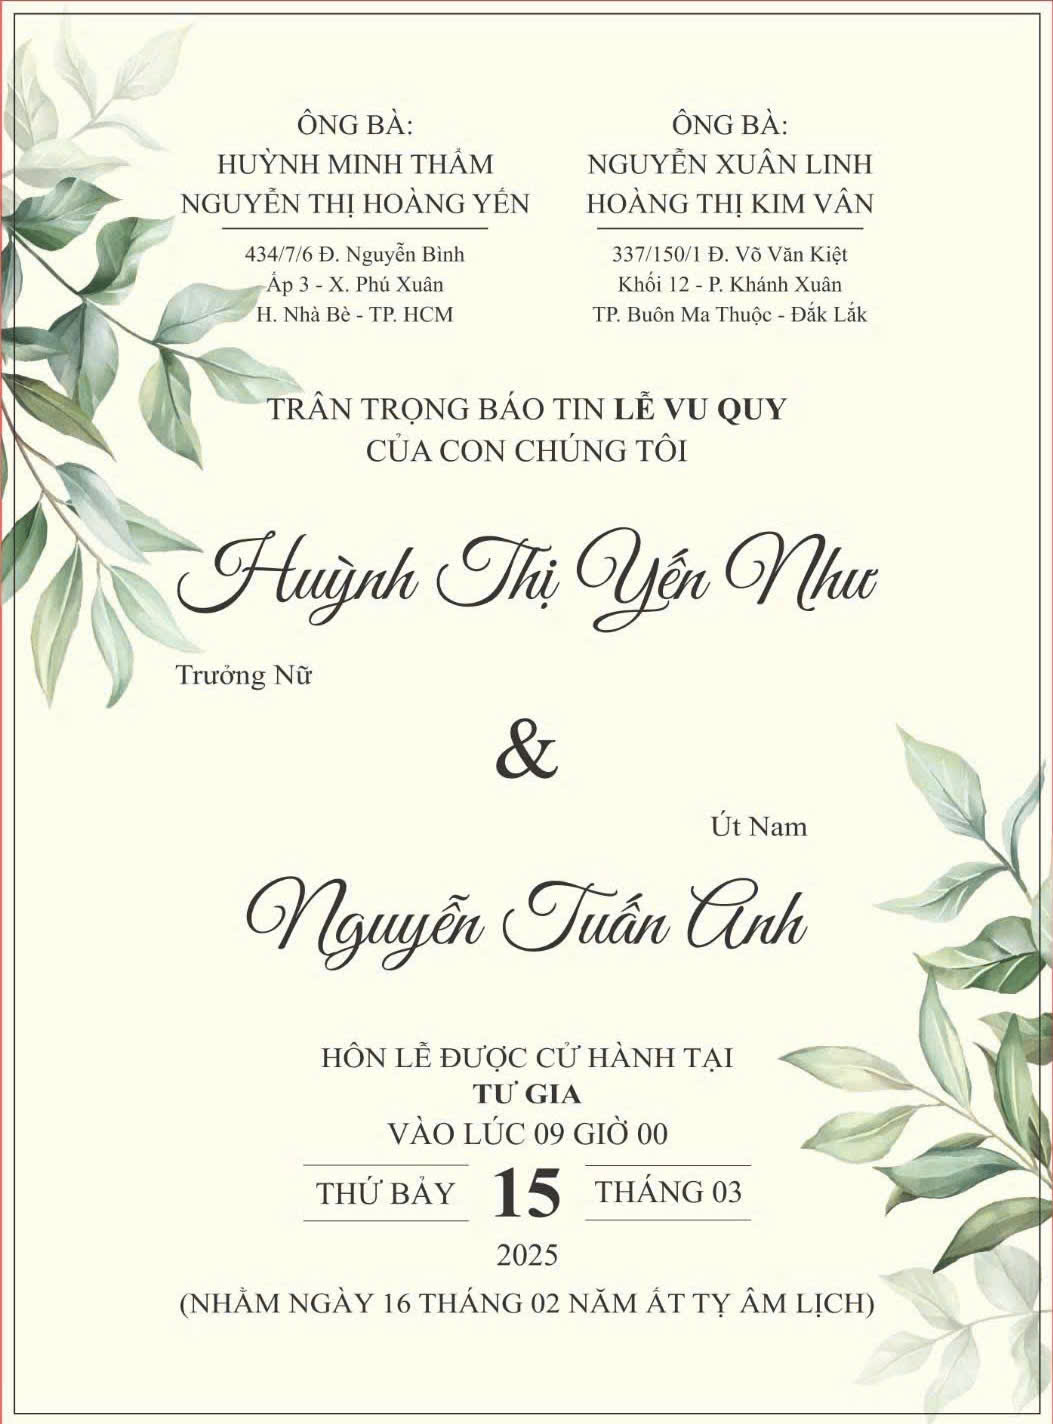 ÔNG BÀ:
HUỲNH MINH THẮM
NGUYỄN THỊ HOÀNG YẾN
434/7/6 Đ. Nguyễn Bình
Ấp 3 - X. Phú Xuân
H. Nhà Bè - TP. HCM
ÔNG BÀ:
NGUYỄN XUÂN LINH
HOÀNG THỊ KIM VÂN
337/150/1 Đ. Võ Văn Kiệt
Khối 12 - P. Khánh Xuân
TP. Buôn Ma Thuộc - Đắk Lắk
TRÂN TRỌNG BÁO TIN LỄ VU QUY
CỦA CON CHÚNG TÔI
Huỳnh Thị Yến Như
Trưởng Nữ
&
Út Nam
Nguyễn Tuấn Anh
HÔN LỄ ĐƯỢC CỬ HÀNH TẠI
TƯ GIA
VÀO LÚC 09 GIỜ 00
THỨ BẢY 15 THÁNG 03
2025
(NHẰM NGÀY 16 THÁNG 02 NĂM ẤT TỴ ÂM LỊCH)